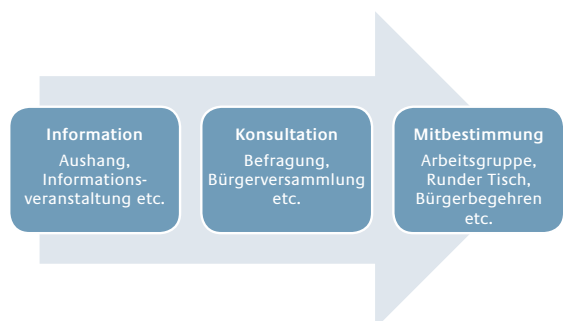 Information
Aushang,
Informations-
veranstaltung etc.
Konsultation
Befragung,
Bürgerversammlung
etc.
Mitbestimmung
Arbeitsgruppe,
Runder Tisch,
Bürgerbegehren
etc.